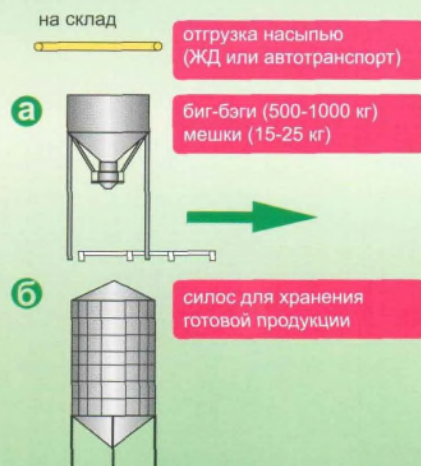 на склад
отгрузка насыпью
(ЖД или автотранспорт)
а
биг-бэги (500-1000 кг)
мешки (15-25 кг)
б
силос для хранения
готовой продукции